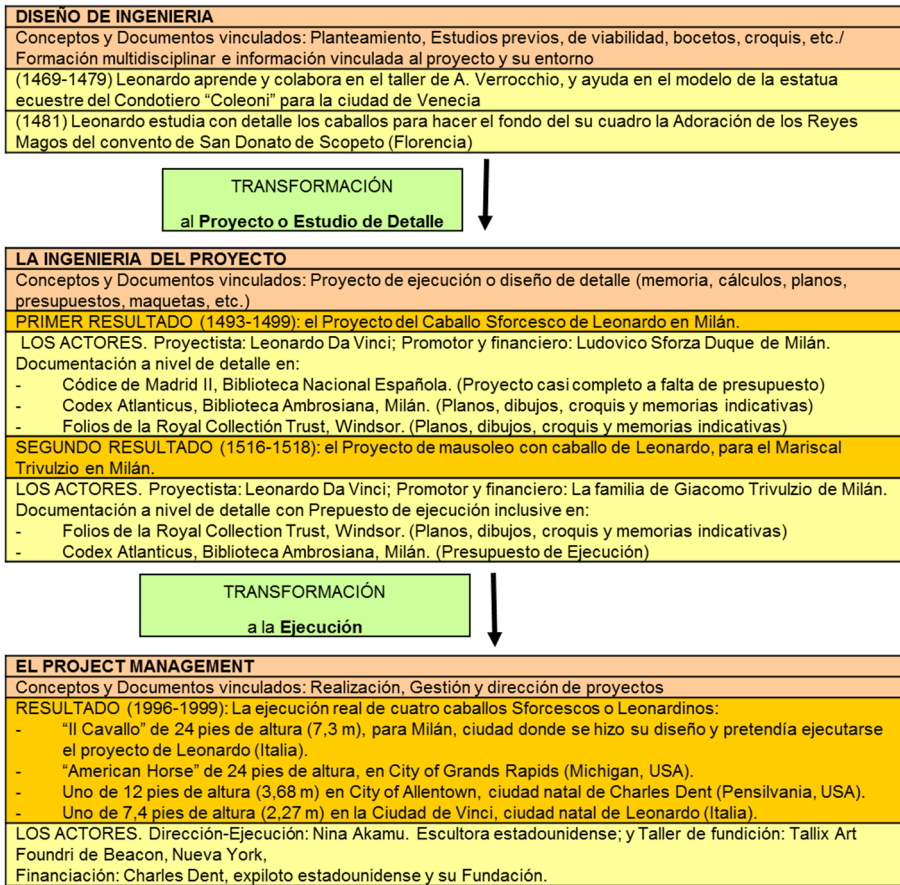 DISEÑO DE INGENIERIA
Conceptos y Documentos vinculados: Planteamiento, Estudios previos, de viabilidad, bocetos, croquis, etc./
Formación multidisciplinar e información vinculada al proyecto y su entorno
(1469-1479) Leonardo aprende y colabora en el taller de A. Verrocchio, y ayuda en el modelo de la estatua
ecuestre del Condotiero “Coleoni” para la ciudad de Venecia
(1481) Leonardo estudia con detalle los caballos para hacer el fondo del su cuadro la Adoración de los Reyes
Magos del convento de San Donato de Scopeto (Florencia)
TRANSFORMACIÓN
al Proyecto o Estudio de Detalle
LA INGENIERIA DEL PROYECTO
Conceptos y Documentos vinculados: Proyecto de ejecución o diseño de detalle (memoria, cálculos, planos,
presupuestos, maquetas, etc.)
PRIMER RESULTADO (1493-1499): el Proyecto del Caballo Sforcesco de Leonardo en Milán.
LOS ACTORES. Proyectista: Leonardo Da Vinci; Promotor y financiero: Ludovico Sforza Duque de Milán.
Documentación a nivel de detalle en:
- Códice de Madrid II, Biblioteca Nacional Española. (Proyecto casi completo a falta de presupuesto)
- Codex Atlanticus, Biblioteca Ambrosiana, Milán. (Planos, dibujos, croquis y memorias indicativas)
- Folios de la Royal Collection Trust, Windsor. (Planos, dibujos, croquis y memorias indicativas)
SEGUNDO RESULTADO (1516-1518): el Proyecto de mausoleo con caballo de Leonardo, para el Mariscal
Trivulzio en Milán.
LOS ACTORES. Proyectista: Leonardo Da Vinci; Promotor y financiero: La familia de Giacomo Trivulzio de Milán.
Documentación a nivel de detalle con Prepuesto de ejecución inclusive en:
- Folios de la Royal Collection Trust, Windsor. (Planos, dibujos, croquis y memorias indicativas)
- Codex Atlanticus, Biblioteca Ambrosiana, Milán. (Presupuesto de Ejecución)
TRANSFORMACIÓN
a la Ejecución
EL PROJECT MANAGEMENT
Conceptos y Documentos vinculados: Realización, Gestión y dirección de proyectos
RESULTADO (1996-1999): La ejecución real de cuatro caballos Sforcescos o Leonardinos:
- “Il Cavallo” de 24 pies de altura (7,3 m), para Milán, ciudad donde se hizo su diseño y pretendía ejecutarse
el proyecto de Leonardo (Italia).
- “American Horse” de 24 pies de altura, en City of Grands Rapids (Michigan, USA).
- Uno de 12 pies de altura (3,68 m) en City of Allentown, ciudad natal de Charles Dent (Pensilvania, USA).
- Uno de 7,4 pies de altura (2,27 m) en la Ciudad de Vinci, ciudad natal de Leonardo (Italia).
LOS ACTORES. Dirección-Ejecución: Nina Akamu. Escultora estadounidense; y Taller de fundición: Tallix Art
Foundri de Beacon, Nueva York,
Financiación: Charles Dent, expiloto estadounidense y su Fundación.